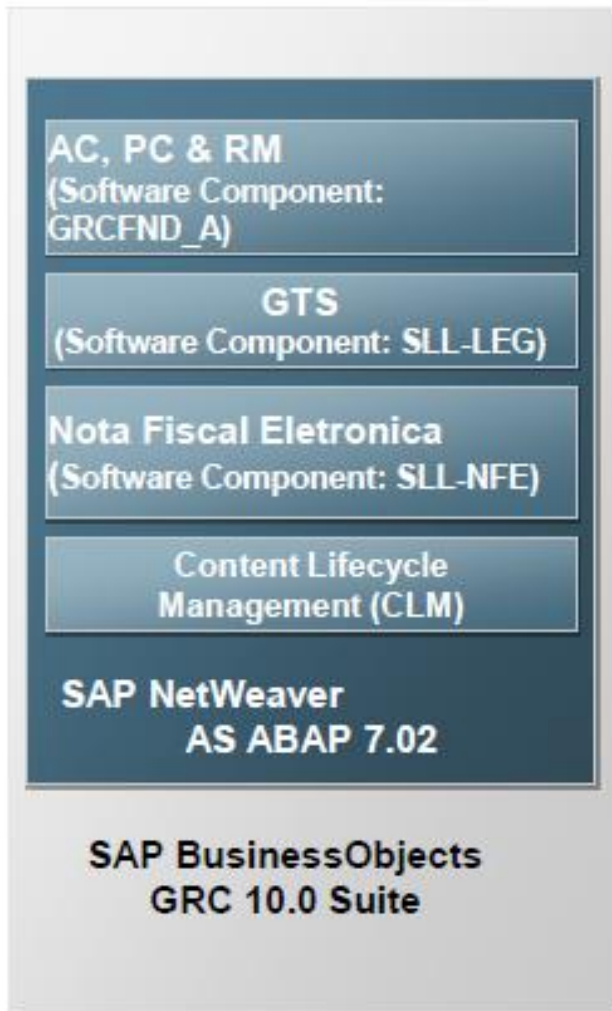 AC, PC & RM
(Software Component:
GRCFND_A)
GTS
(Software Component: SLL-LEG)
Nota Fiscal Eletronica
(Software Component: SLL-NFE)
Content Lifecycle
Management (CLM)
SAP NetWeaver
AS ABAP 7.02
SAP BusinessObjects
GRC 10.0 Suite